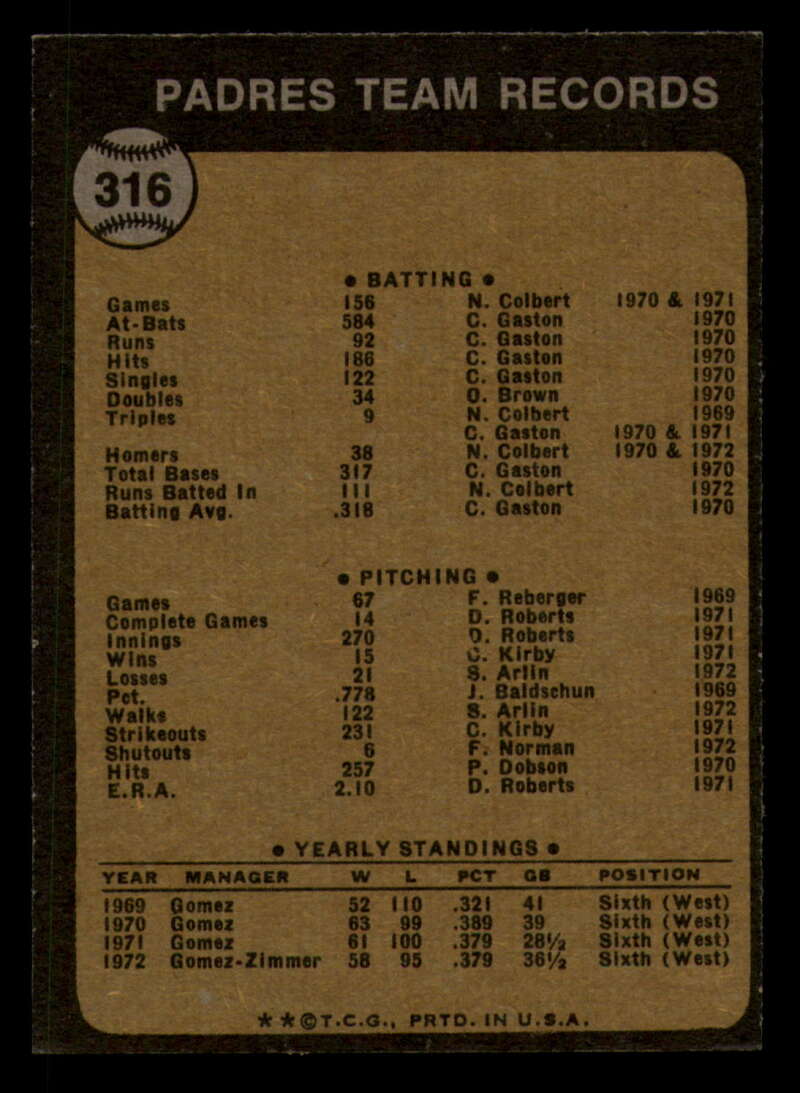 PADRES TEAM RECORDS
316
• BATTING •
Games 156 N. Colbert 1970 & 1971
At-Bats 584 C. Gaston 1970
Runs 92 C. Gaston 1970
Hits 186 C. Gaston 1970
Singles 122 C. Gaston 1970
Doubles 34 O. Brown 1970
Triples 9 N. Colbert 1969
C. Gaston 1970 & 1971
Homers 38 N. Colbert 1970 & 1972
Total Bases 317 C. Gaston 1970
Runs Batted In 111 N. Colbert 1972
Batting Avg. .318 C. Gaston 1970
• PITCHING •
Games 67 F. Reberger 1969
Complete Games 14 D. Roberts 1971
Innings 270 D. Roberts 1971
Wins 15 C. Kirby 1971
Losses 21 S. Arlin 1972
Pct. .778 J. Baldschun 1969
Walks 122 S. Arlin 1972
Strikeouts 231 C. Kirby 1971
Shutouts 6 F. Norman 1972
Hits 257 P. Dobson 1970
E.R.A. 2.10 D. Roberts 1971
• YEARLY STANDINGS •
YEAR MANAGER W L PCT GB POSITION
1969 Gomez 52 110 .321 41 Sixth (West)
1970 Gomez 63 99 .389 39 Sixth (West)
1971 Gomez 61 100 .379 28½ Sixth (West)
1972 Gomez-Zimmer 58 95 .379 36½ Sixth (West)
★★©T.C.G., PRTD. IN U.S.A.